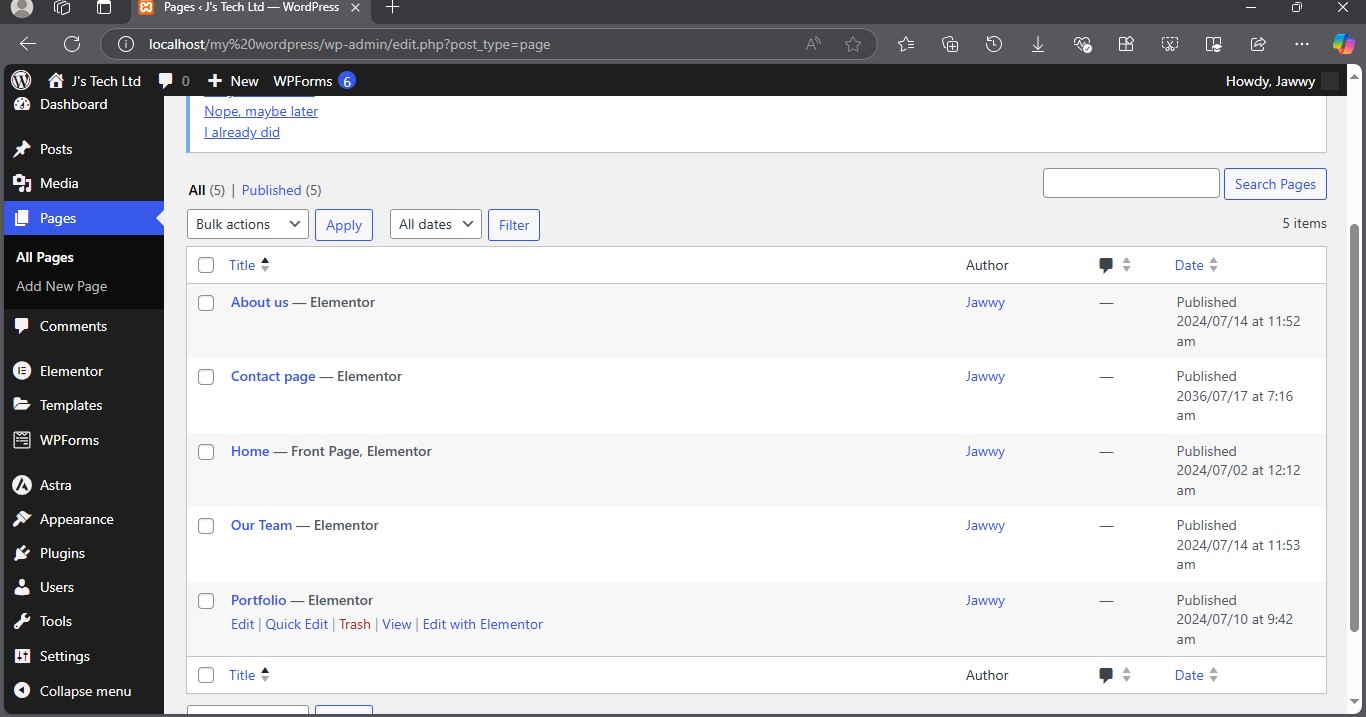 Pages ‹ J's Tech Ltd — WordPress
localhost/my%20wordpress/wp-admin/edit.php?post_type=page
J's Tech Ltd 0 New WPForms 6 Howdy, Jawwy
Dashboard
Posts
Media
Pages
All Pages
Add New Page
Comments
Elementor
Templates
WPForms
Astra
Appearance
Plugins
Users
Tools
Settings
Collapse menu
Nope, maybe later
I already did
All (5) | Published (5)
Search Pages
Bulk actions Apply All dates Filter 5 items
Title Author Date
About us — Elementor Jawwy — Published
2024/07/14 at 11:52
am
Contact page — Elementor Jawwy — Published
2036/07/17 at 7:16
am
Home — Front Page, Elementor Jawwy — Published
2024/07/02 at 12:12
am
Our Team — Elementor Jawwy — Published
2024/07/14 at 11:53
am
Portfolio — Elementor Jawwy — Published
Edit | Quick Edit | Trash | View | Edit with Elementor 2024/07/10 at 9:42
am
Title Author Date